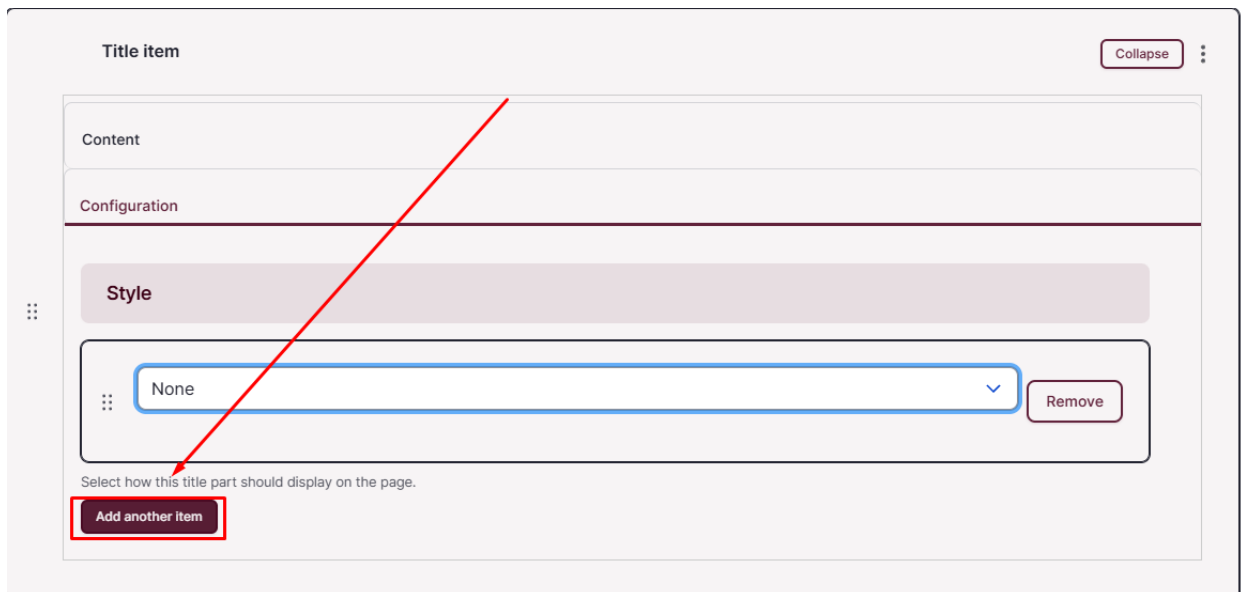 Title item
Collapse
Content
Configuration
Style
None
Remove
Select how this title part should display on the page.
Add another item